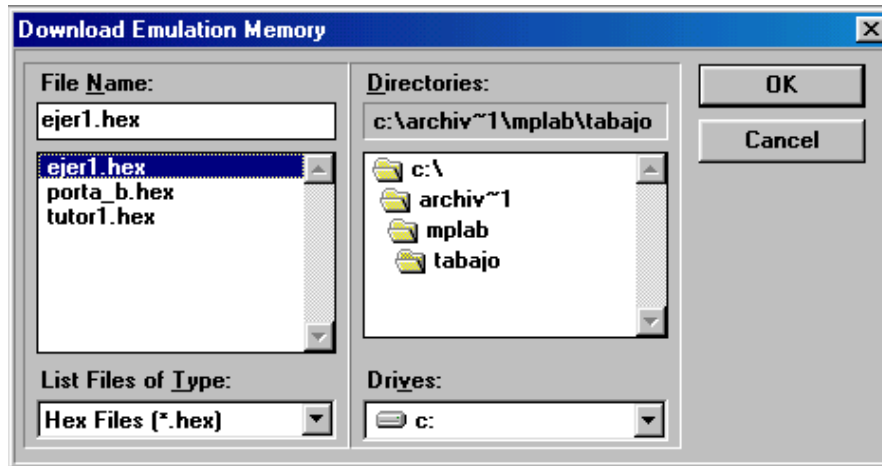 Download Emulation Memory
File Name:
ejer1.hex
ejer1.hex
porta_b.hex
tutor1.hex
List Files of Type:
Hex Files (*.hex)
Directories:
c:\archiv~1\mplab\tabajo
c:\
archiv~1
mplab
tabajo
Drives:
c:
OK
Cancel